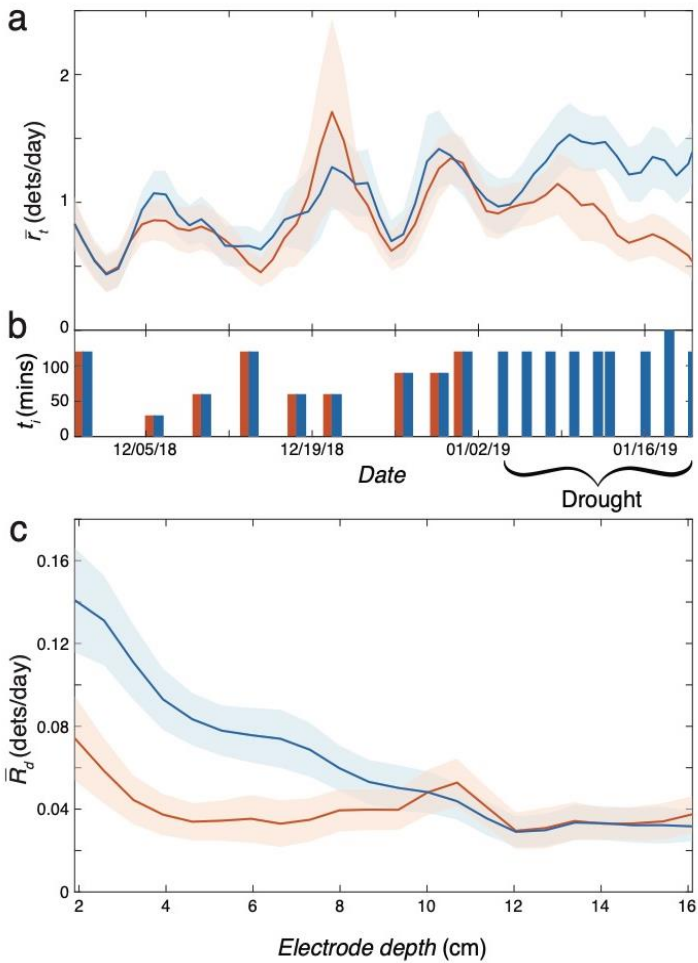 a
2
1
0
r̄t (dets/day)
b
100
50
0
ti (mins)
12/05/18
12/19/18
01/02/19
01/16/19
Date
Drought
c
0.16
0.12
0.08
0.04
0
R̄d (dets/day)
2
4
6
8
10
12
14
16
Electrode depth (cm)